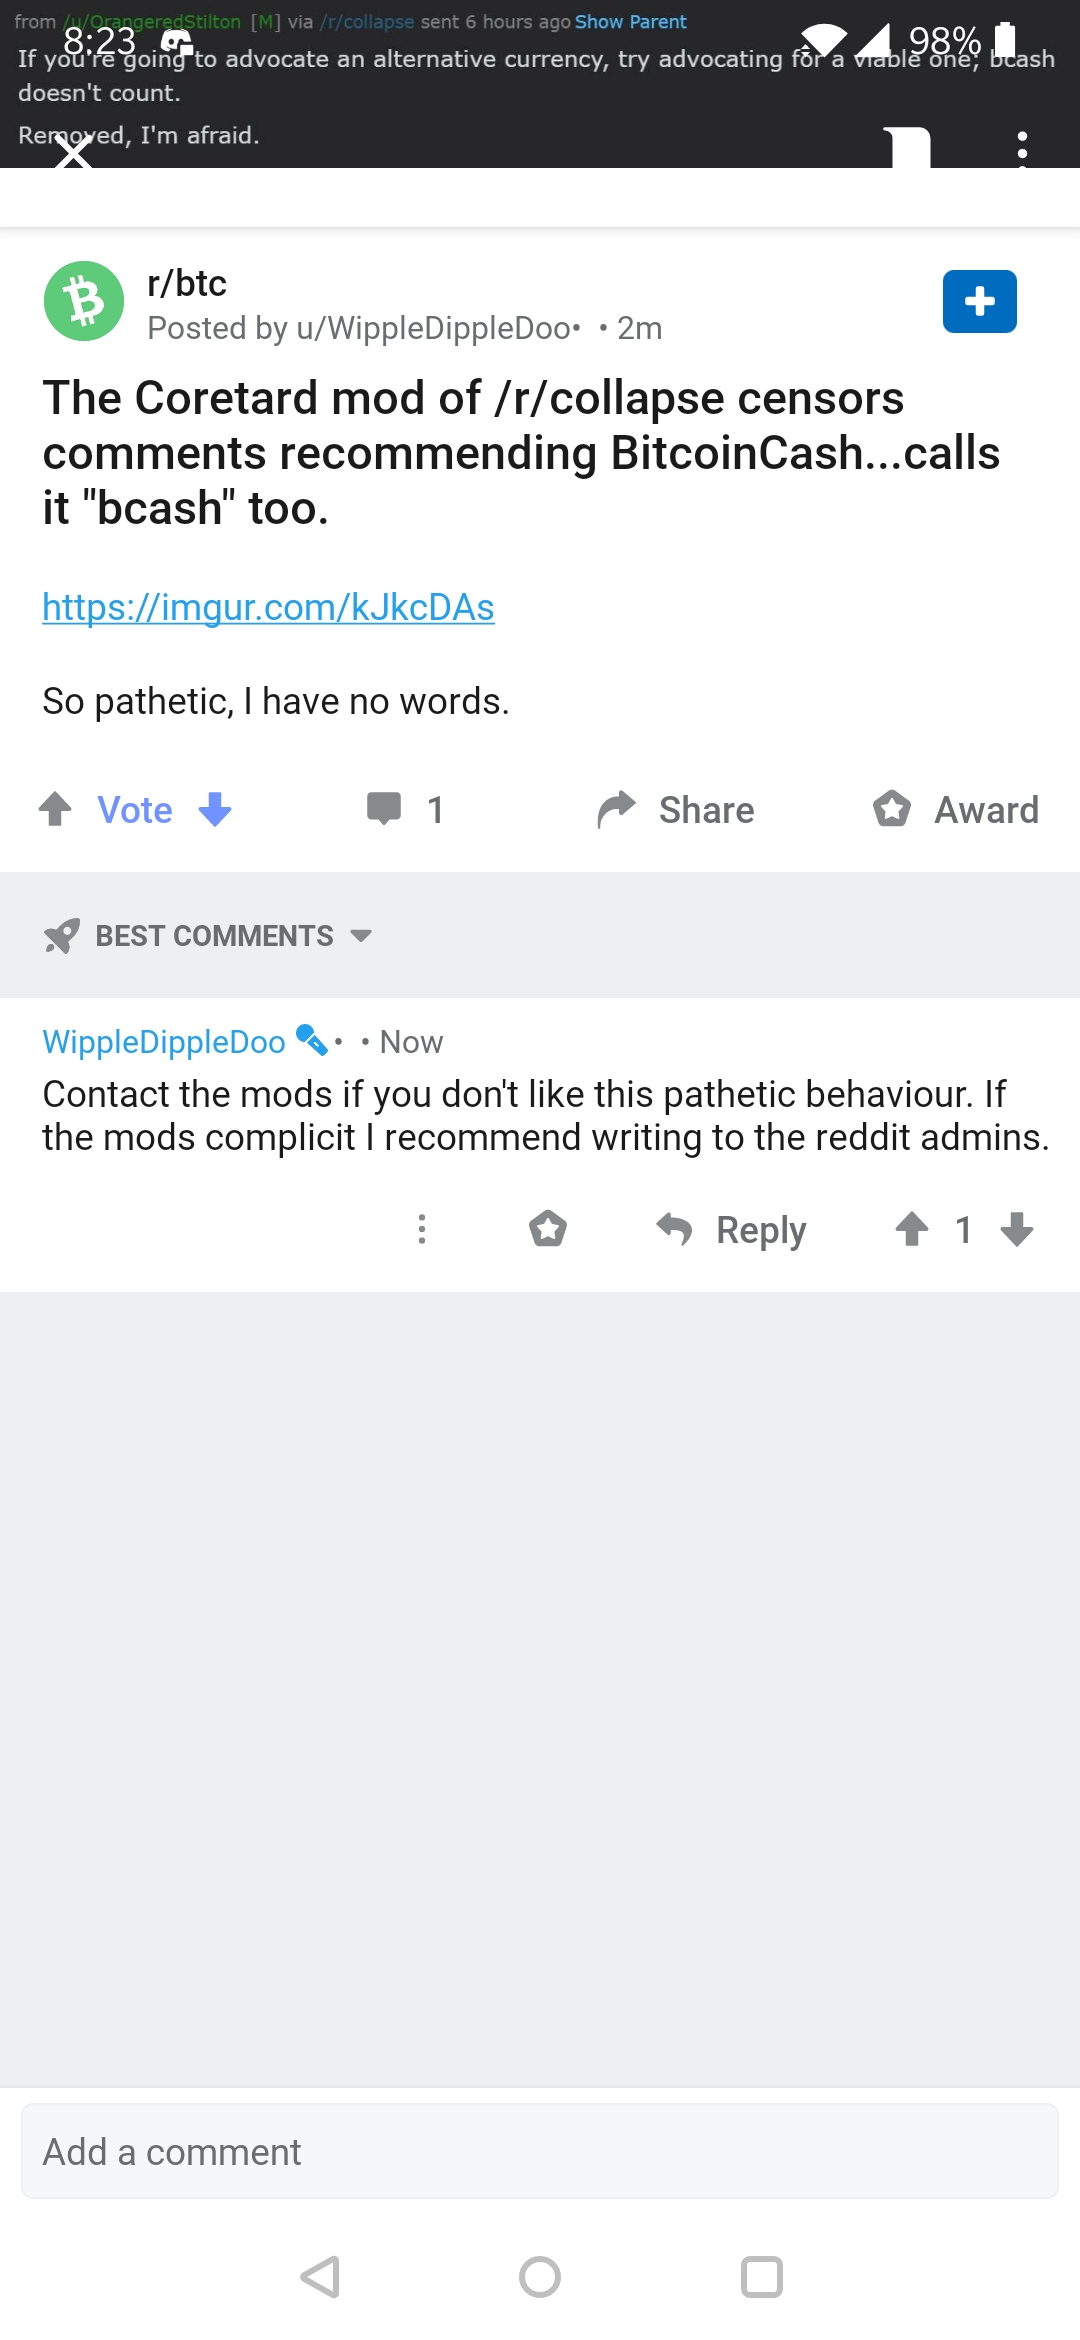 from /u/OrangeredStilton [M] via /r/collapse sent 6 hours ago Show Parent
8:23 98%
If you're going to advocate an alternative currency, try advocating for a viable one; bcash
doesn't count.
Removed, I'm afraid.
r/btc
Posted by u/WippleDippleDoo • • 2m
The Coretard mod of /r/collapse censors
comments recommending BitcoinCash...calls
it "bcash" too.
https://imgur.com/kJkcDAs
So pathetic, I have no words.
Vote 1 Share Award
BEST COMMENTS
WippleDippleDoo • • Now
Contact the mods if you don't like this pathetic behaviour. If
the mods complicit I recommend writing to the reddit admins.
Reply 1
Add a comment